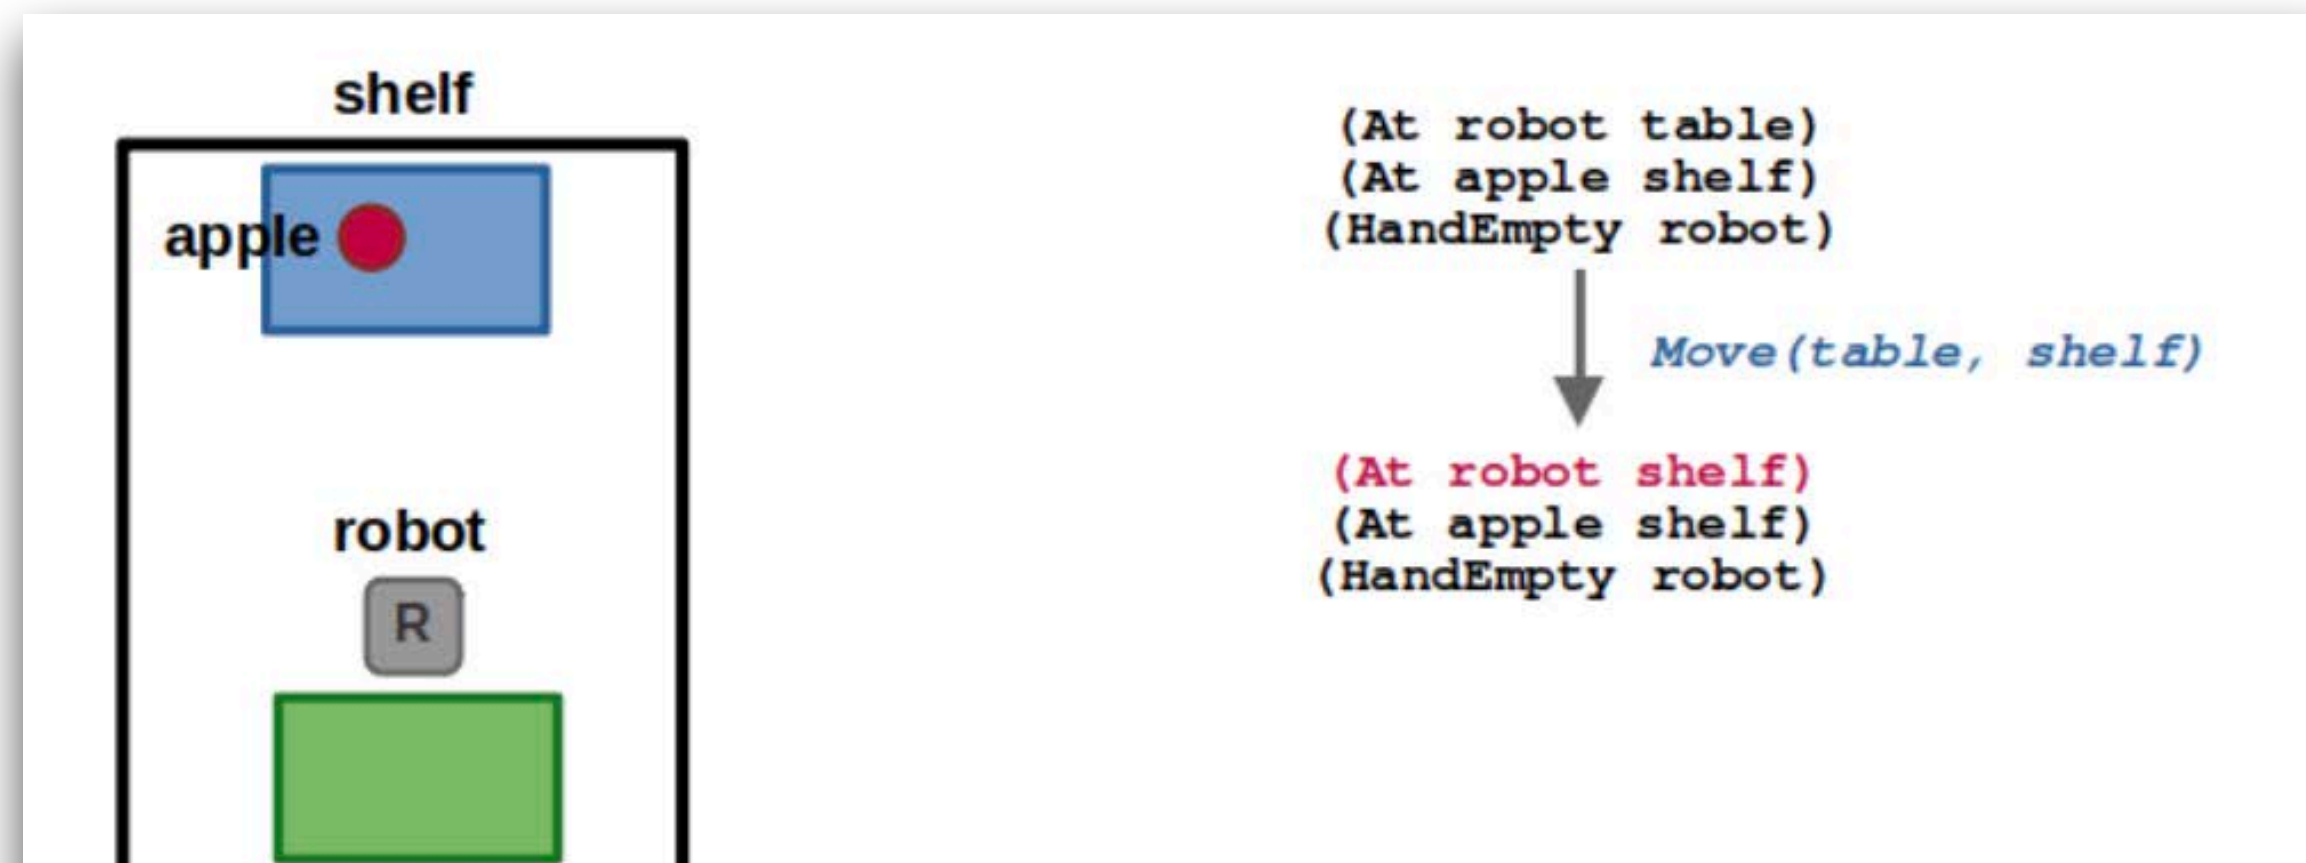 shelf
apple
robot
R
(At robot table)
(At apple shelf)
(HandEmpty robot)
Move(table, shelf)
(At robot shelf)
(At apple shelf)
(HandEmpty robot)